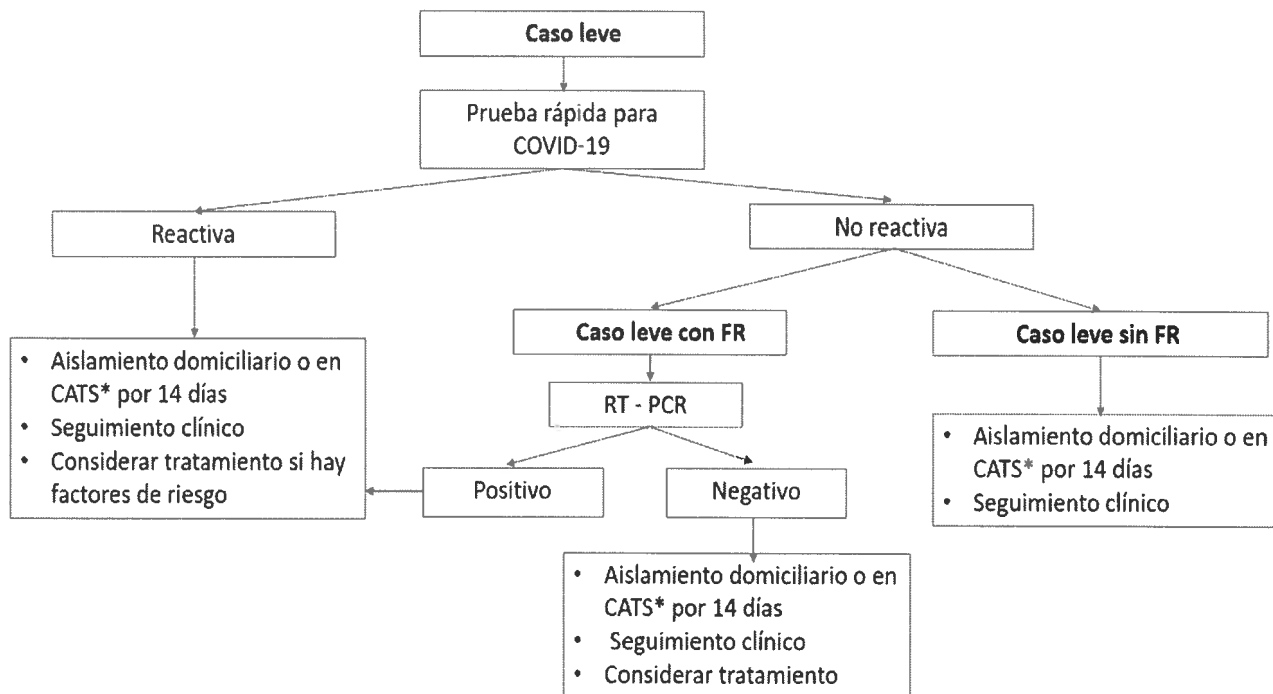 Caso leve
Prueba rápida para
COVID-19
Reactiva
No reactiva
Caso leve con FR
Caso leve sin FR
• Aislamiento domiciliario o en
CATS* por 14 días
• Seguimiento clínico
• Considerar tratamiento si hay
factores de riesgo
RT - PCR
Positivo
Negativo
• Aislamiento domiciliario o en
CATS* por 14 días
• Seguimiento clínico
• Aislamiento domiciliario o en
CATS* por 14 días
• Seguimiento clínico
• Considerar tratamiento